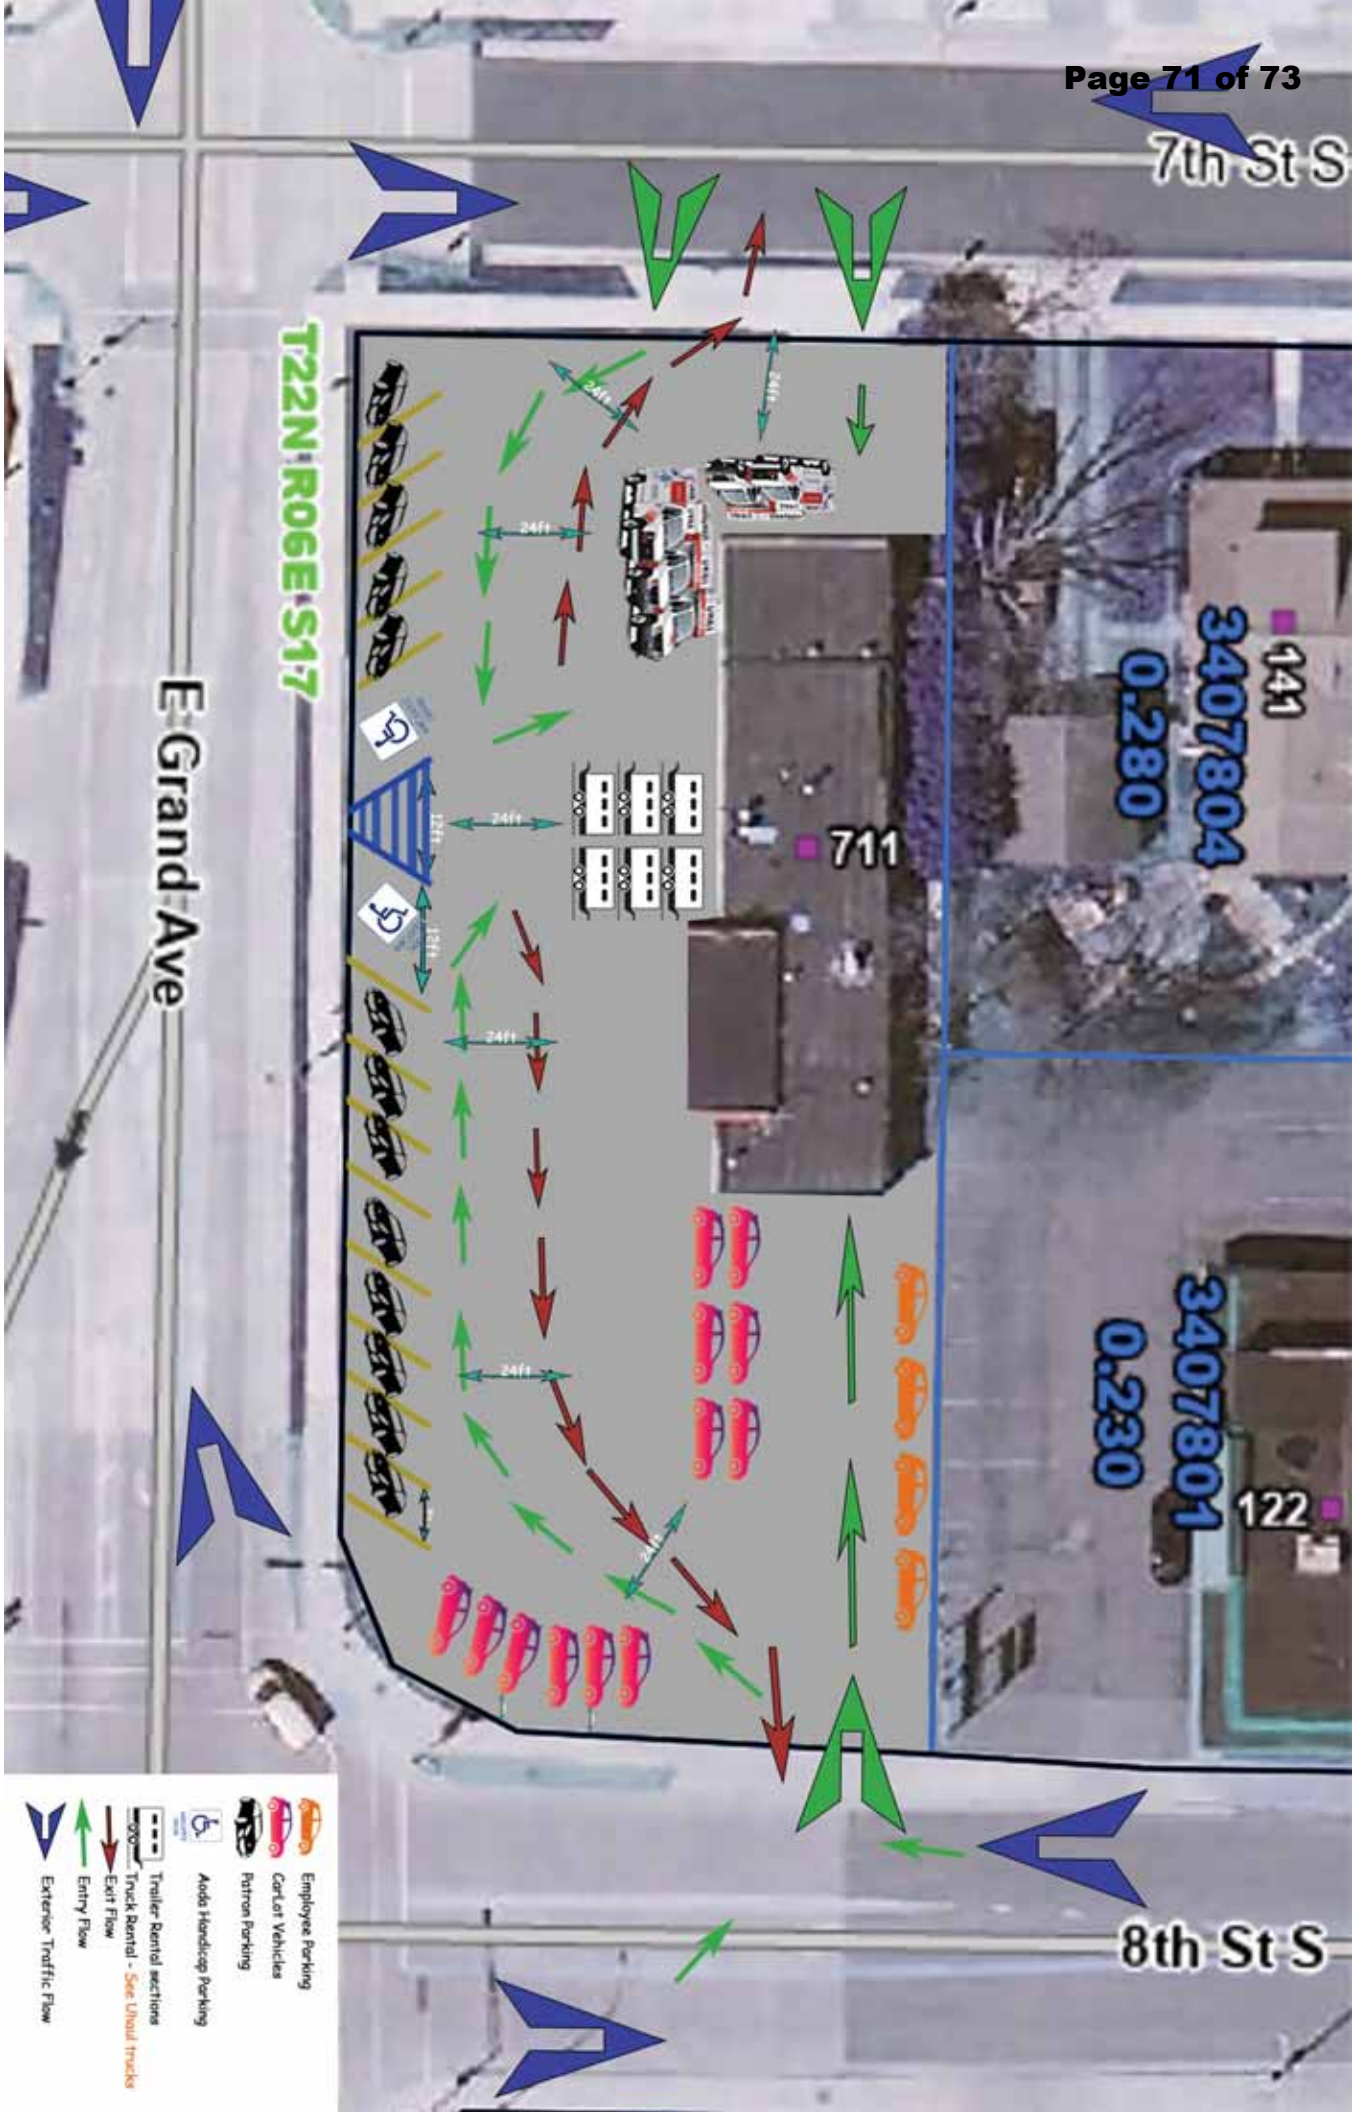 Page 71 of 73
7th St S
T22N R06E S17
E Grand Ave
141
3407804
0.280
711
3407801
0.230
122
8th St S
24ft
24ft
24ft
24ft
12ft
12ft
24ft
24ft
24ft
Employee Parking
CarLot Vehicles
Patron Parking
Aoda Handicap Parking
Trailer Rental sections
Truck Rental - See Uhaul trucks
Exit Flow
Entry Flow
Exterior Traffic Flow